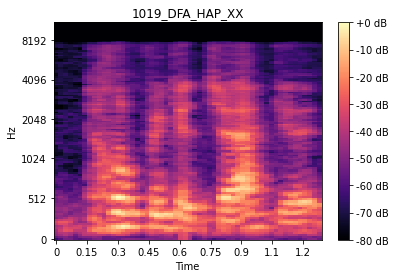 1019_DFA_HAP_XX
+0 dB
8192
-10 dB
4096
-20 dB
-30 dB
2048
Hz
-40 dB
1024
-50 dB
512
-60 dB
-70 dB
0
-80 dB
0 0.15 0.3 0.45 0.6 0.75 0.9 1.1 1.2
Time